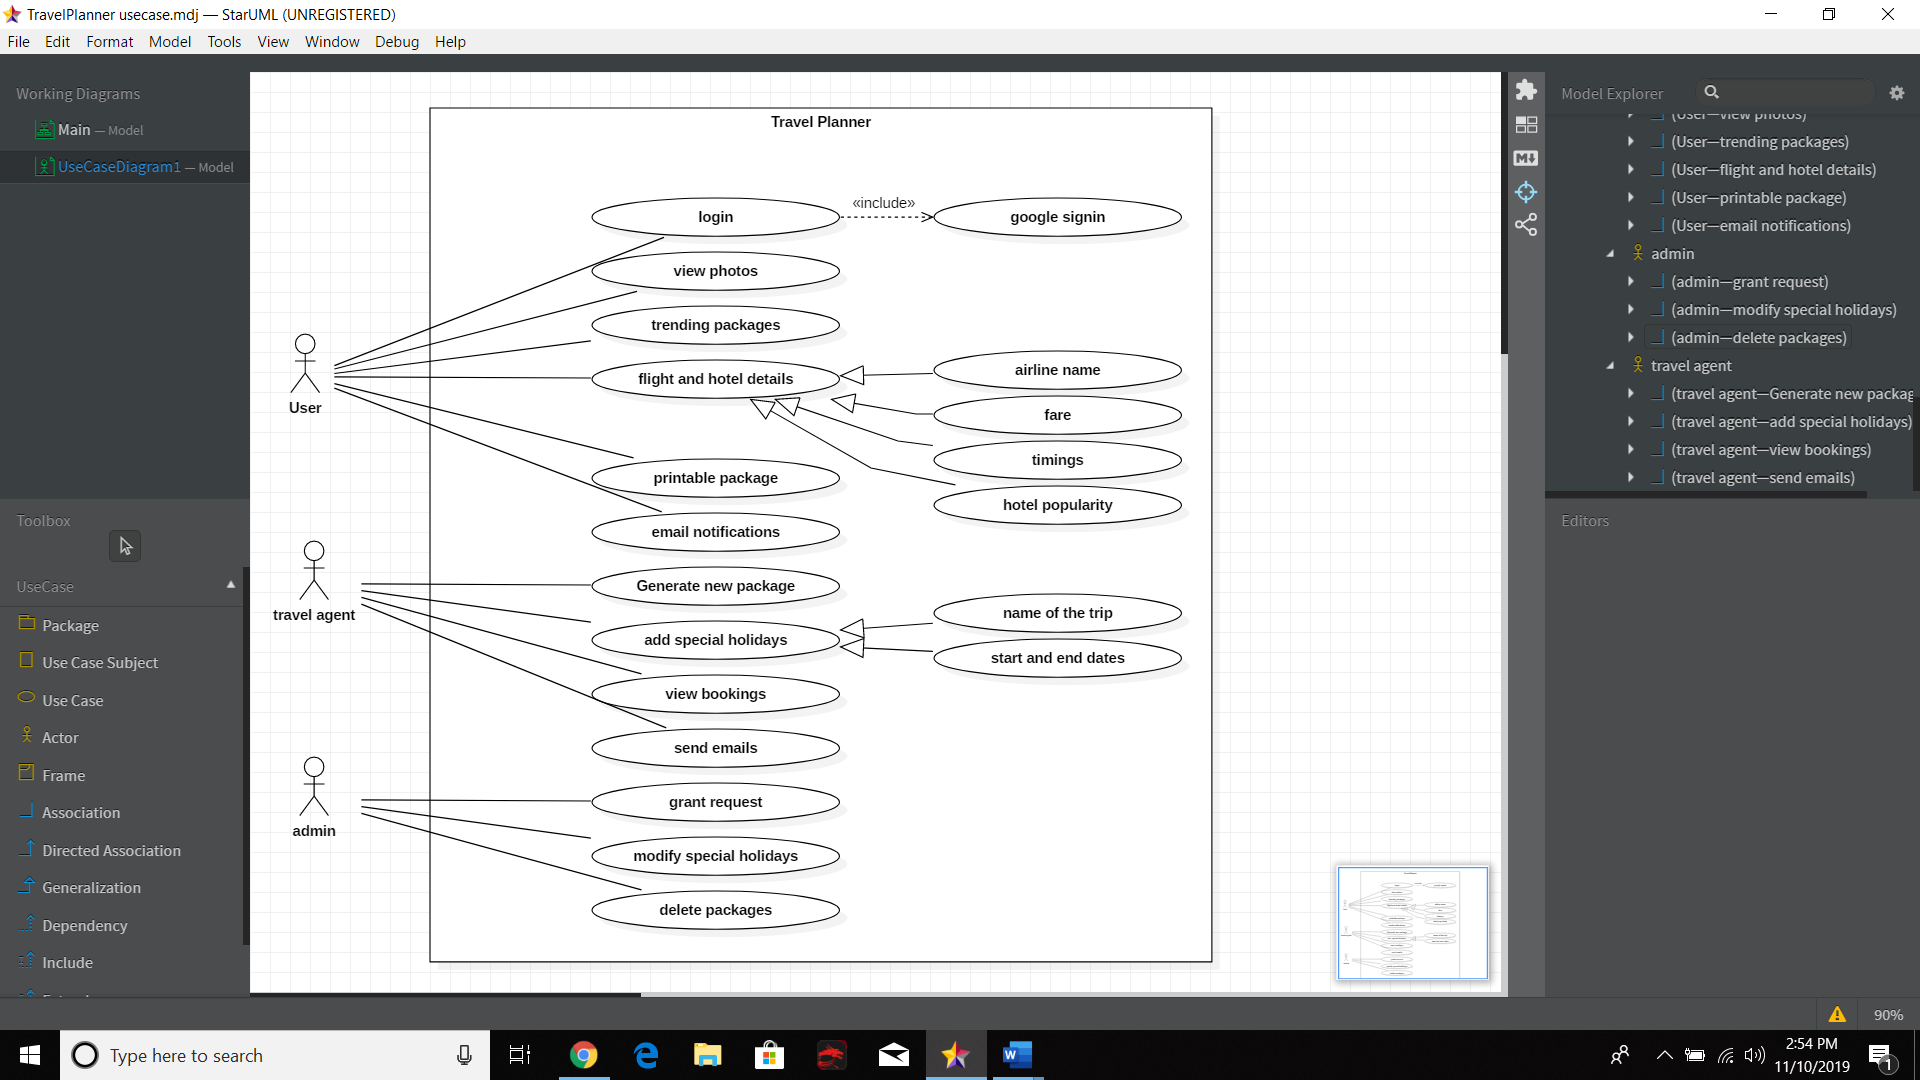 TravelPlanner usecase.mdj — StarUML (UNREGISTERED)
File Edit Format Model Tools View Window Debug Help
Working Diagrams
Main — Model
UseCaseDiagram1 — Model
Toolbox
UseCase
Package
Use Case Subject
Use Case
Actor
Frame
Association
Directed Association
Generalization
Dependency
Include
Travel Planner
login
«include»
google signin
view photos
trending packages
flight and hotel details
airline name
fare
timings
hotel popularity
printable package
email notifications
Generate new package
add special holidays
name of the trip
start and end dates
view bookings
send emails
grant request
modify special holidays
delete packages
User
travel agent
admin
M
Model Explorer
(User—view photos)
(User—trending packages)
(User—flight and hotel details)
(User—printable package)
(User—email notifications)
admin
(admin—grant request)
(admin—modify special holidays)
(admin—delete packages)
travel agent
(travel agent—Generate new packag
(travel agent—add special holidays)
(travel agent—view bookings)
(travel agent—send emails)
Editors
90%
Type here to search
W
2:54 PM
11/10/2019
1